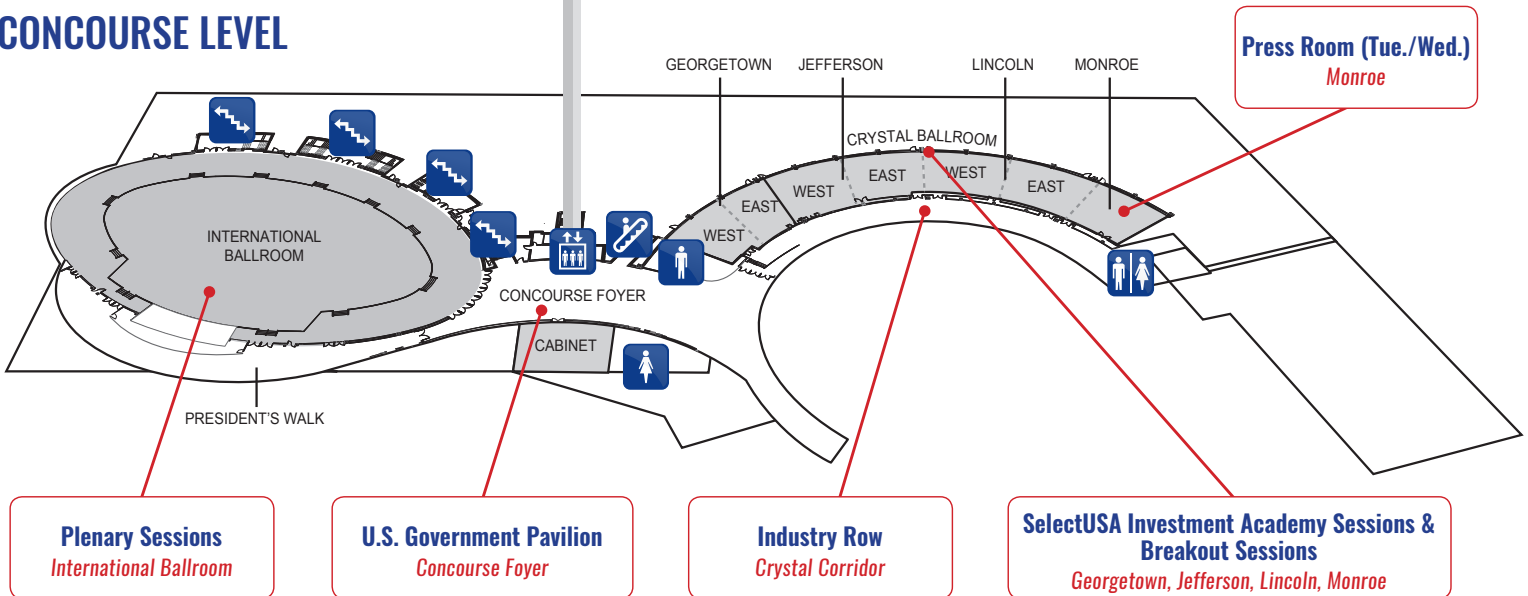 CONCOURSE LEVEL
Press Room (Tue./Wed.)
Monroe
GEORGETOWN
JEFFERSON
LINCOLN
MONROE
CRYSTAL BALLROOM
WEST
EAST
WEST
EAST
WEST
EAST
INTERNATIONAL
BALLROOM
CONCOURSE FOYER
CABINET
PRESIDENT'S WALK
Plenary Sessions
International Ballroom
U.S. Government Pavilion
Concourse Foyer
Industry Row
Crystal Corridor
SelectUSA Investment Academy Sessions &
Breakout Sessions
Georgetown, Jefferson, Lincoln, Monroe